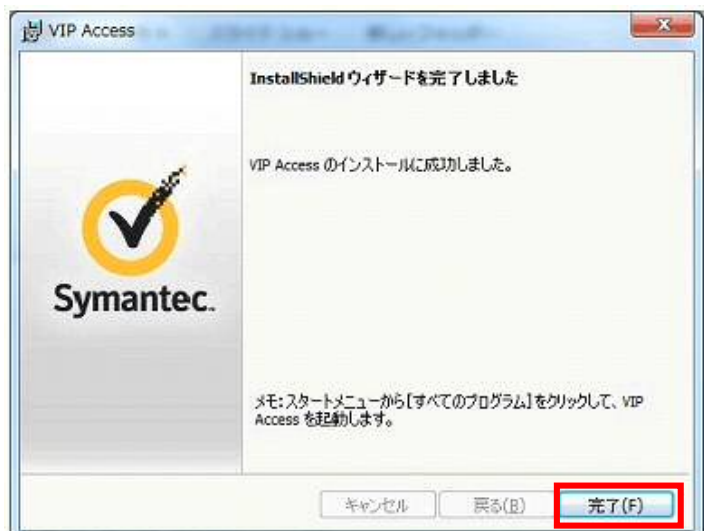 VIP Access
InstallShield ウィザードを完了しました
VIP Access のインストールに成功しました。
Symantec.
メモ: スタートメニューから[すべてのプログラム]をクリックして、VIP
Access を起動します。
キャンセル
戻る(B)
完了(F)